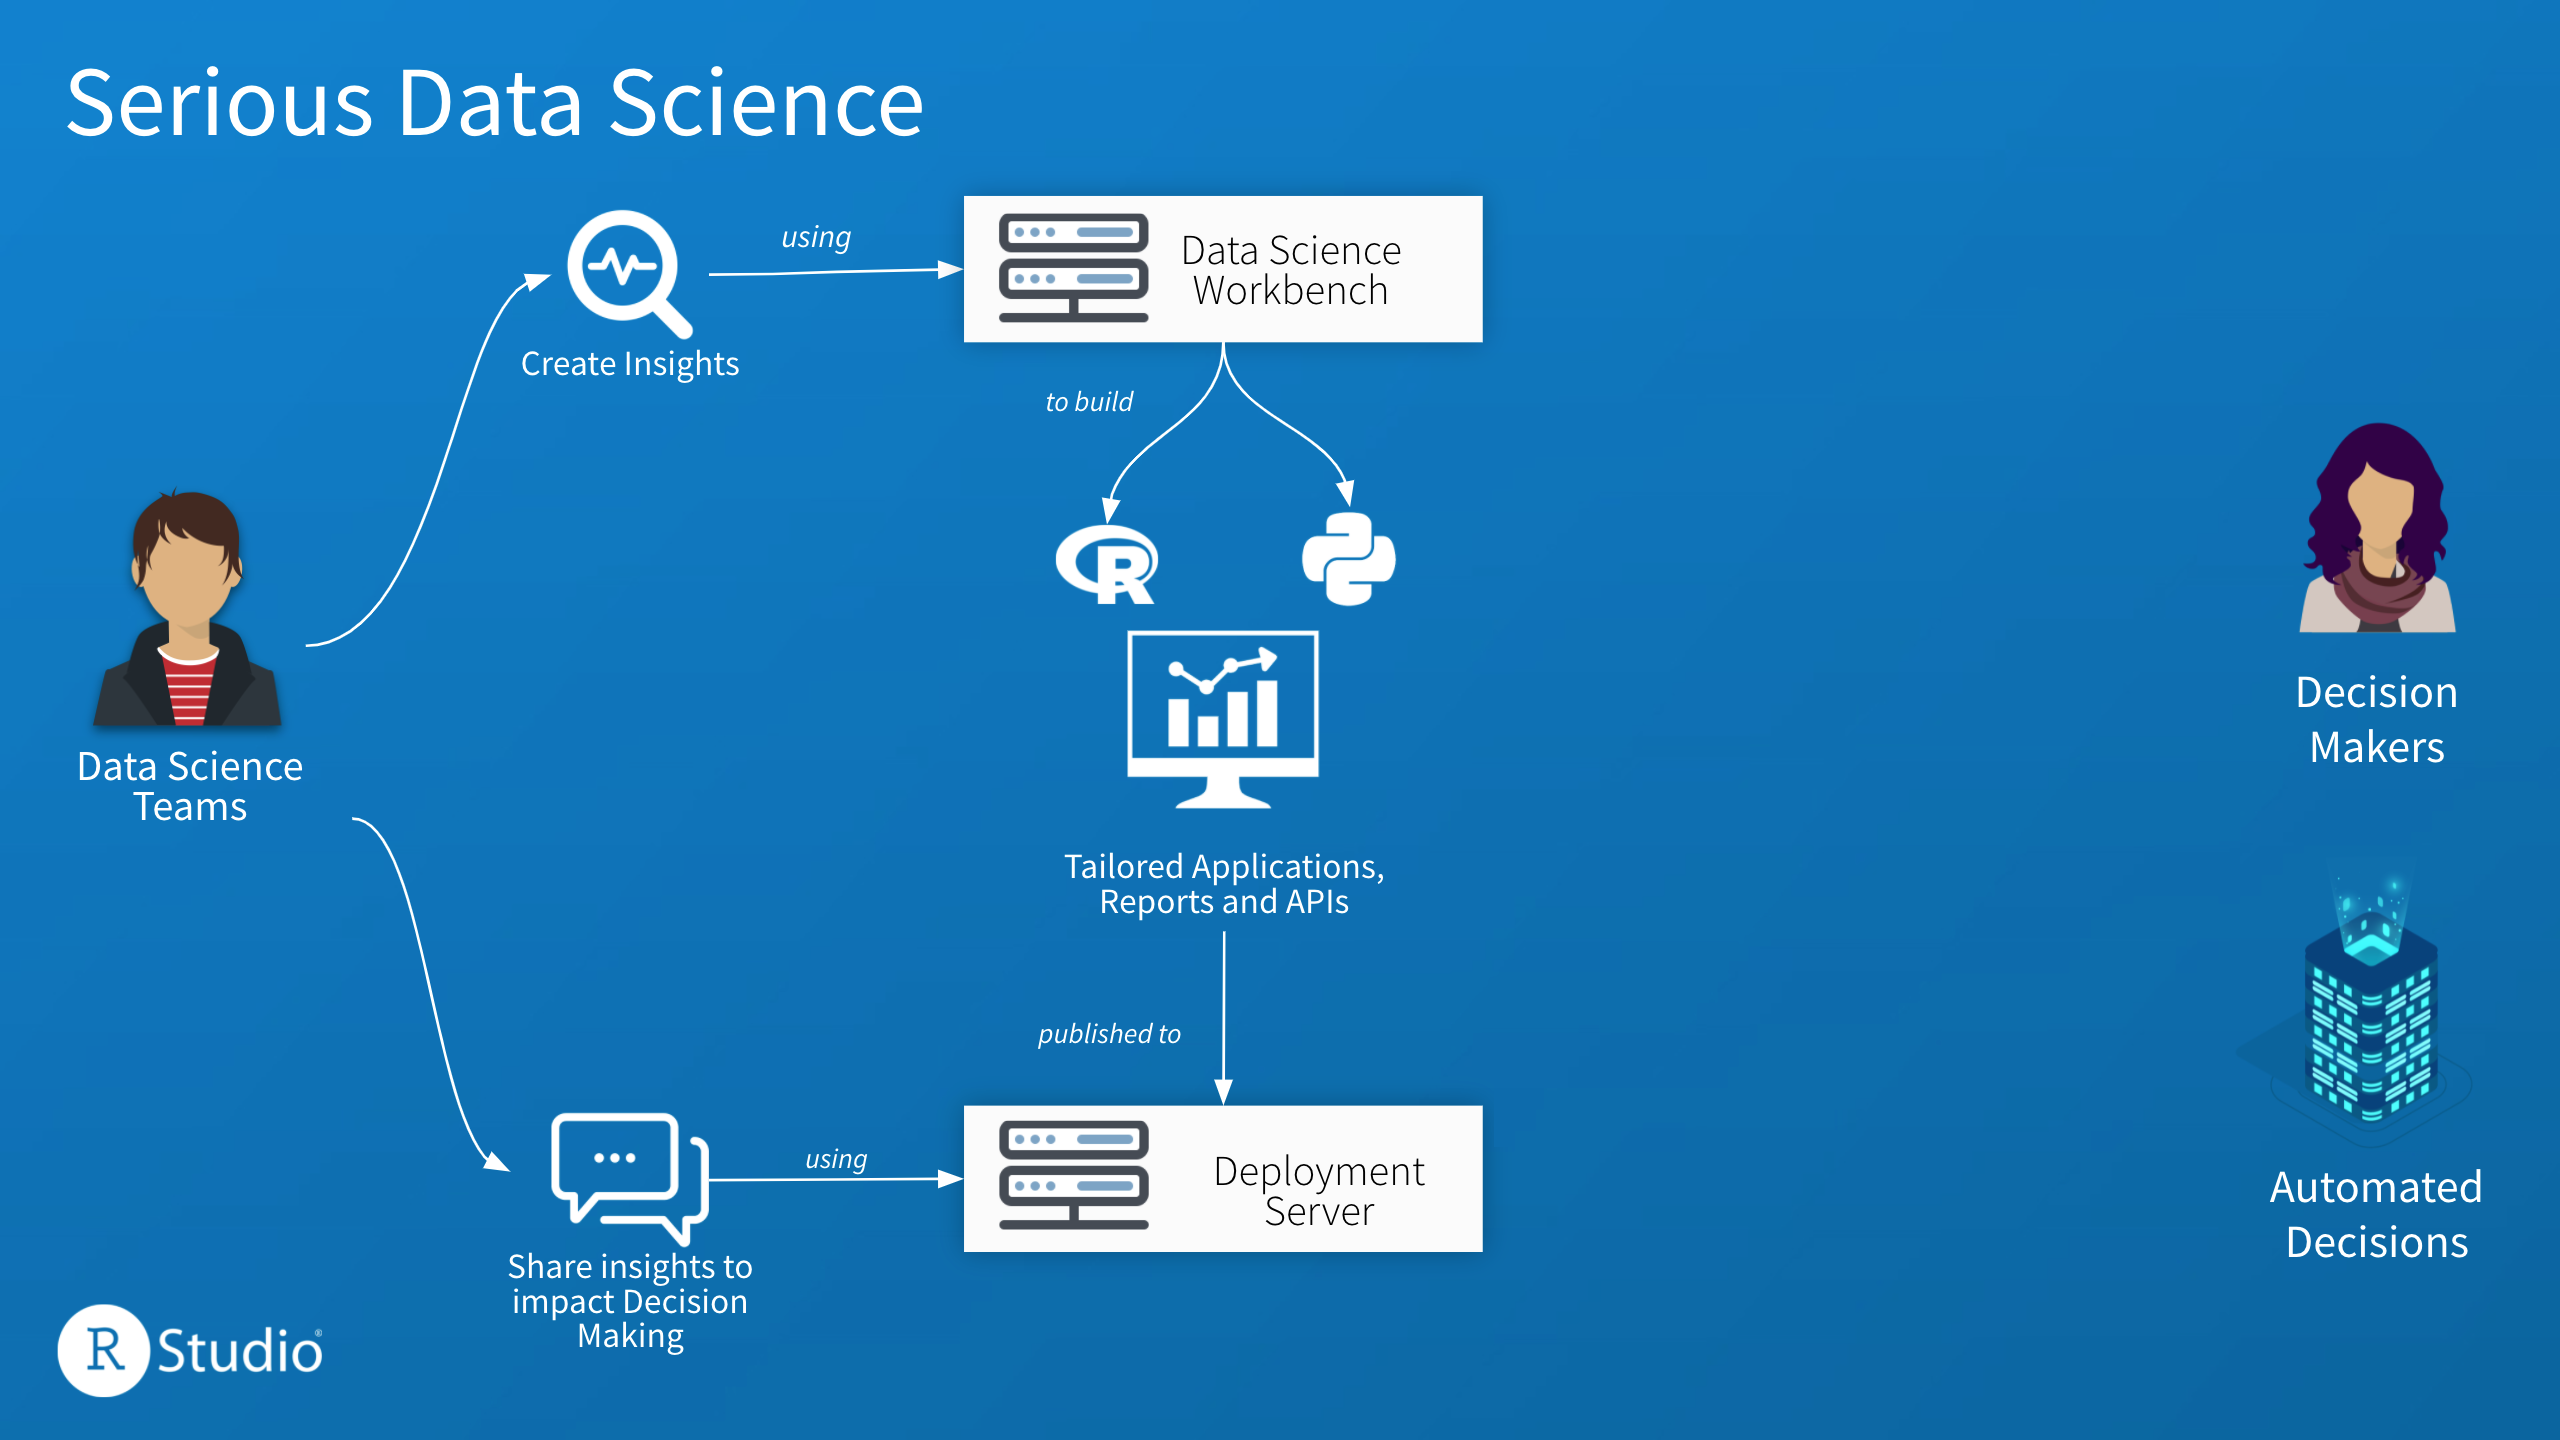 Serious Data Science
using
Data Science
Workbench
Create Insights
to build
R
Data Science
Teams
Decision
Makers
Tailored Applications,
Reports and APIs
published to
using
Deployment
Server
Automated
Decisions
Share insights to
impact Decision
Making
R Studio®